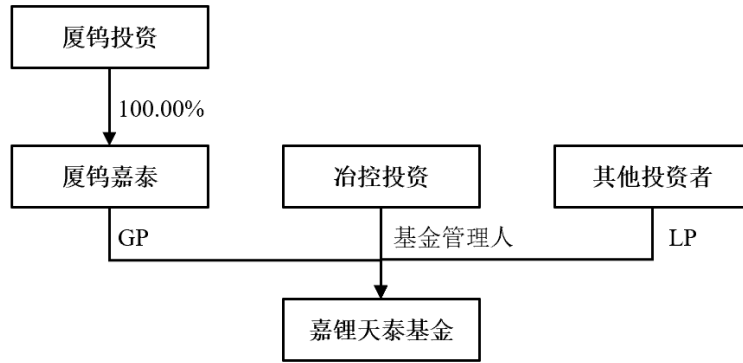 厦钨投资
100.00%
厦钨嘉泰
冶控投资
其他投资者
GP
基金管理人
LP
嘉锂天泰基金